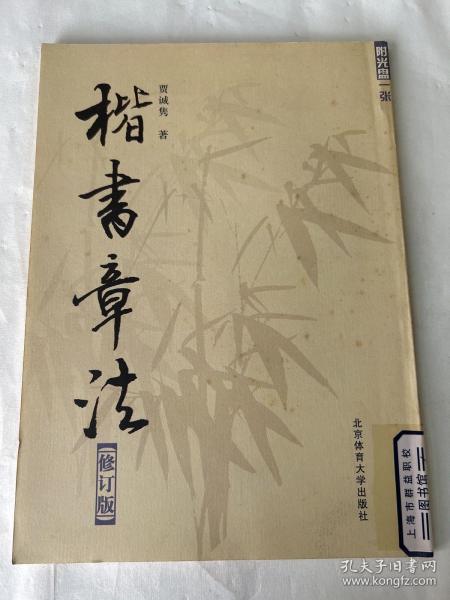 附光盘一张
贾诚隽 著
楷书章法
【修订版】
北京体育大学出版社
上海市群益职校
图书馆
孔夫子旧书网
www.kongfz.com